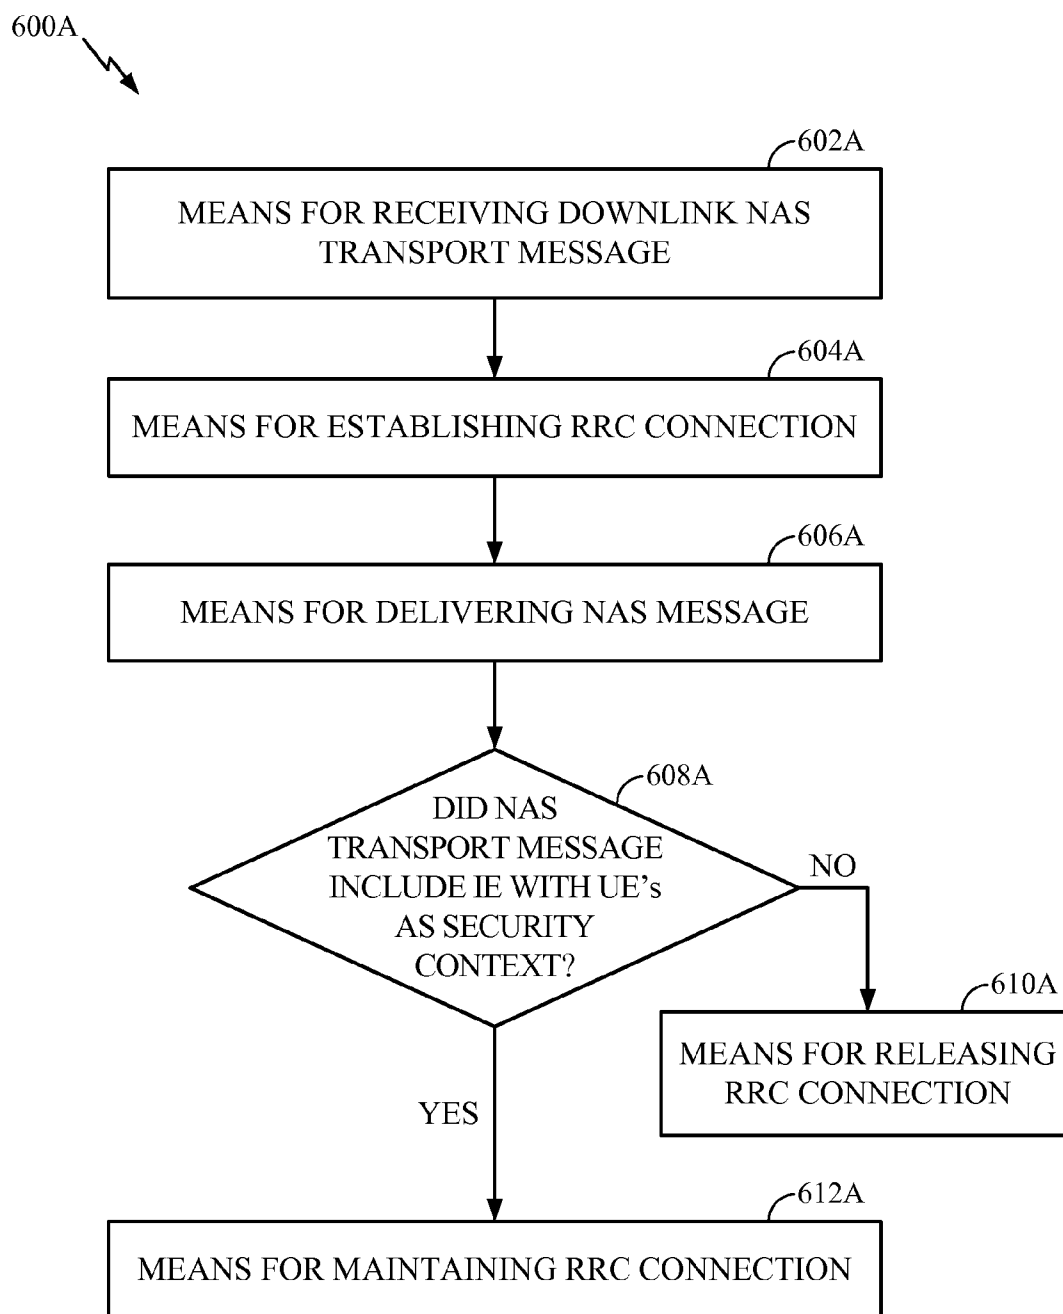 600A
602A
MEANS FOR RECEIVING DOWNLINK NAS
TRANSPORT MESSAGE
604A
MEANS FOR ESTABLISHING RRC CONNECTION
606A
MEANS FOR DELIVERING NAS MESSAGE
608A
DID NAS
TRANSPORT MESSAGE
INCLUDE IE WITH UE's
AS SECURITY
CONTEXT?
NO
610A
MEANS FOR RELEASING
RRC CONNECTION
YES
612A
MEANS FOR MAINTAINING RRC CONNECTION